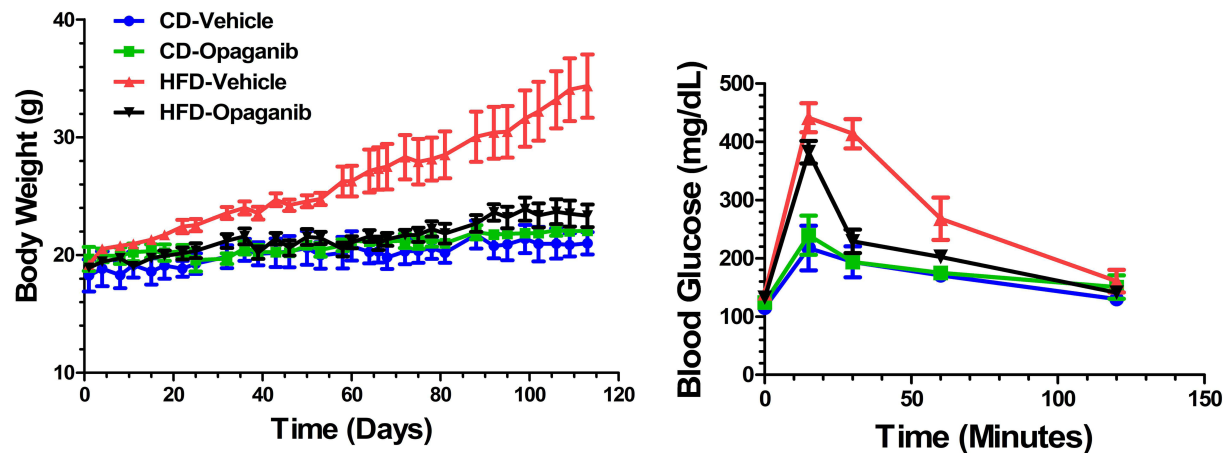 CD-Vehicle
CD-Opaganib
HFD-Vehicle
HFD-Opaganib
Body Weight (g)
40
30
20
10
0 20 40 60 80 100 120
Time (Days)
Blood Glucose (mg/dL)
500
400
300
200
100
0
0 50 100 150
Time (Minutes)